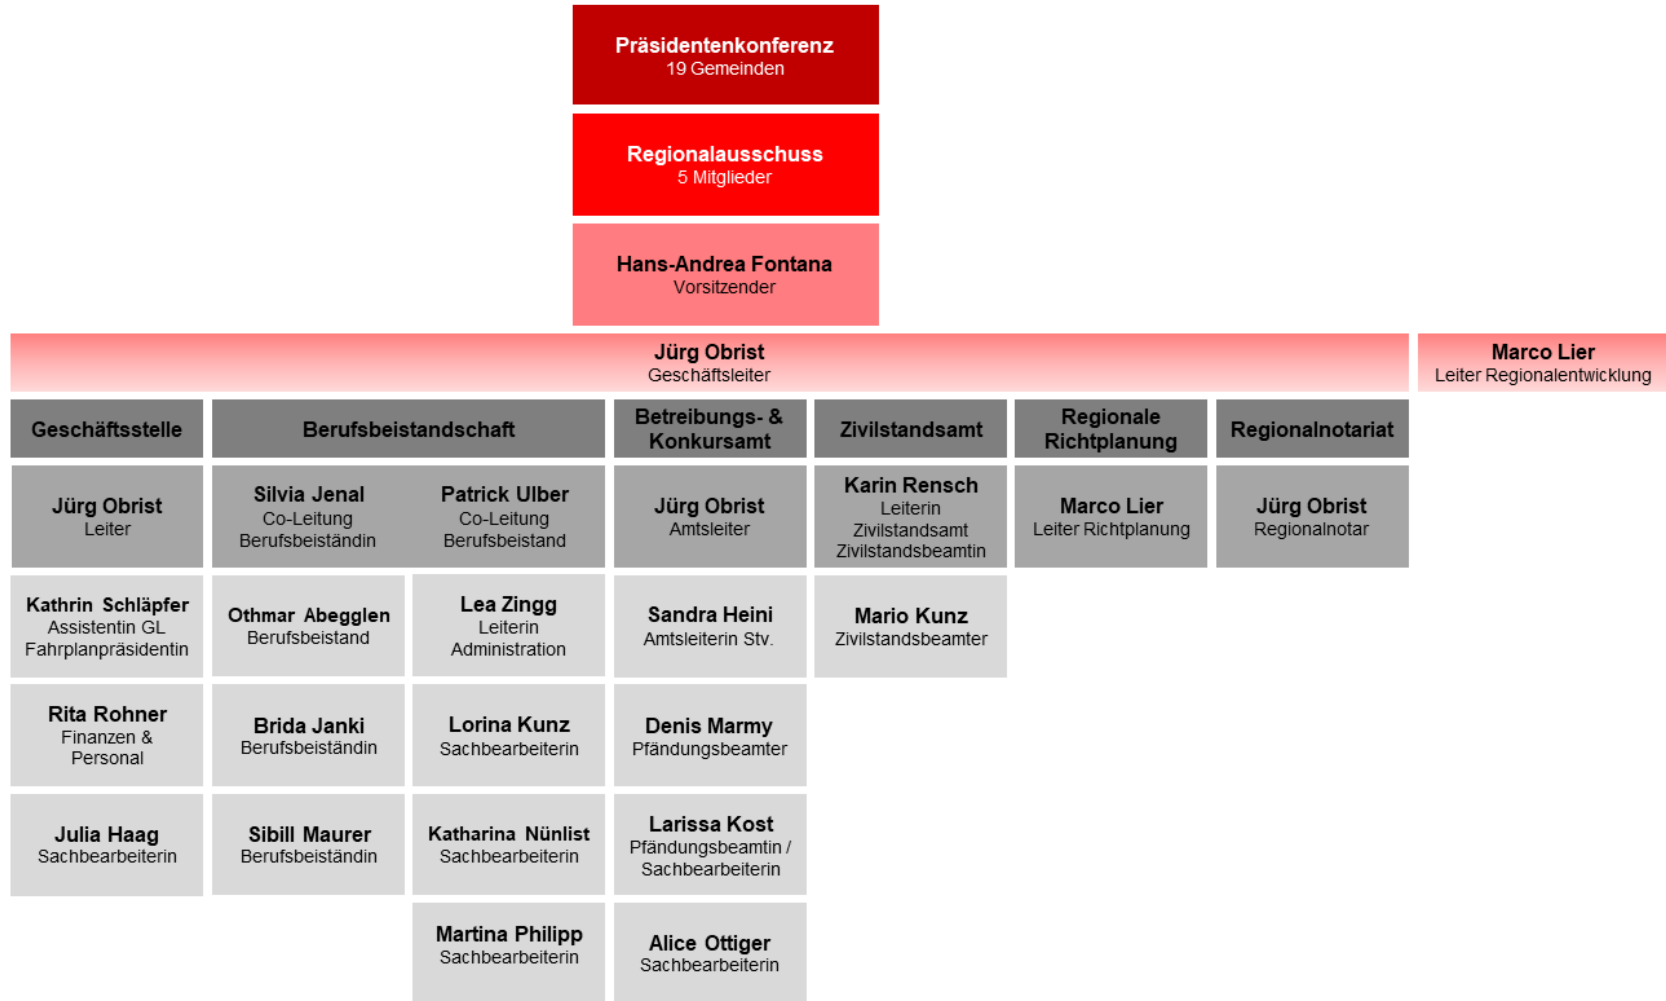 Präsidentenkonferenz
19 Gemeinden
Regionalausschuss
5 Mitglieder
Hans-Andrea Fontana
Vorsitzender
Jürg Obrist
Geschäftsleiter
Marco Lier
Leiter Regionalentwicklung
Geschäftsstelle
Jürg Obrist
Leiter
Kathrin Schläpfer
Assistentin GL
Fahrplanpräsidentin
Rita Rohner
Finanzen &
Personal
Julia Haag
Sachbearbeiterin
Berufsbeistandschaft
Silvia Jenal
Co-Leitung
Berufsbeiständin
Patrick Ulber
Co-Leitung
Berufsbeistand
Othmar Abegglen
Berufsbeistand
Brida Janki
Berufsbeiständin
Sibill Maurer
Berufsbeiständin
Lea Zingg
Leiterin
Administration
Lorina Kunz
Sachbearbeiterin
Katharina Nünlist
Sachbearbeiterin
Martina Philipp
Sachbearbeiterin
Betreibungs- &
Konkursamt
Jürg Obrist
Amtsleiter
Sandra Heini
Amtsleiterin Stv.
Denis Marmy
Pfändungsbeamter
Larissa Kost
Pfändungsbeamtin /
Sachbearbeiterin
Alice Ottiger
Sachbearbeiterin
Zivilstandsamt
Karin Rensch
Leiterin
Zivilstandsamt
Zivilstandsbeamtin
Mario Kunz
Zivilstandsbeamter
Regionale
Richtplanung
Marco Lier
Leiter Richtplanung
Regionalnotariat
Jürg Obrist
Regionalnotar